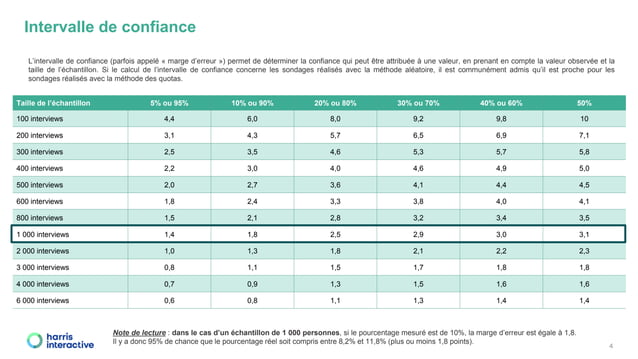 Intervalle de confiance
L’intervalle de confiance (parfois appelé « marge d’erreur ») permet de déterminer la confiance qui peut être attribuée à une valeur, en prenant en compte la valeur observée et la
taille de l’échantillon. Si le calcul de l’intervalle de confiance concerne les sondages réalisés avec la méthode aléatoire, il est communément admis qu’il est proche pour les
sondages réalisés avec la méthode des quotas.
Taille de l’échantillon 5% ou 95% 10% ou 90% 20% ou 80% 30% ou 70% 40% ou 60% 50%
100 interviews 4,4 6,0 8,0 9,2 9,8 10
200 interviews 3,1 4,3 5,7 6,5 6,9 7,1
300 interviews 2,5 3,5 4,6 5,3 5,7 5,8
400 interviews 2,2 3,0 4,0 4,6 4,9 5,0
500 interviews 2,0 2,7 3,6 4,1 4,4 4,5
600 interviews 1,8 2,4 3,3 3,8 4,0 4,1
800 interviews 1,5 2,1 2,8 3,2 3,4 3,5
1 000 interviews 1,4 1,8 2,5 2,9 3,0 3,1
2 000 interviews 1,0 1,3 1,8 2,1 2,2 2,3
3 000 interviews 0,8 1,1 1,5 1,7 1,8 1,8
4 000 interviews 0,7 0,9 1,3 1,5 1,6 1,6
6 000 interviews 0,6 0,8 1,1 1,3 1,4 1,4
harris
interactive
Note de lecture : dans le cas d’un échantillon de 1 000 personnes, si le pourcentage mesuré est de 10%, la marge d’erreur est égale à 1,8.
Il y a donc 95% de chance que le pourcentage réel soit compris entre 8,2% et 11,8% (plus ou moins 1,8 points).
4